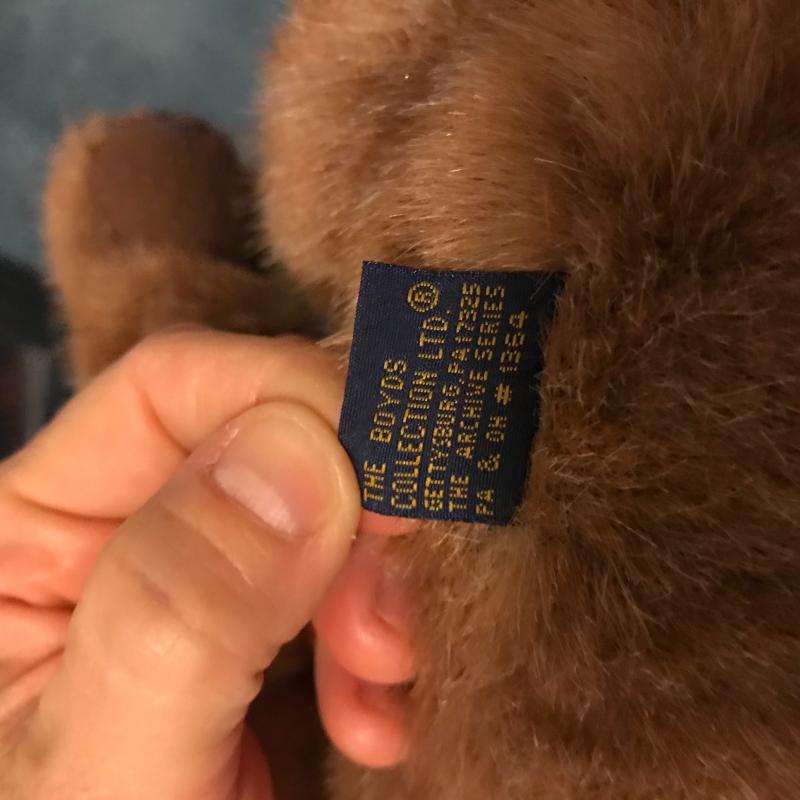 THE BOYDS
COLLECTION LTD.®
GETTYSBURG, PA 17325
THE ARCHIVE SERIES
PA & OH # 1364